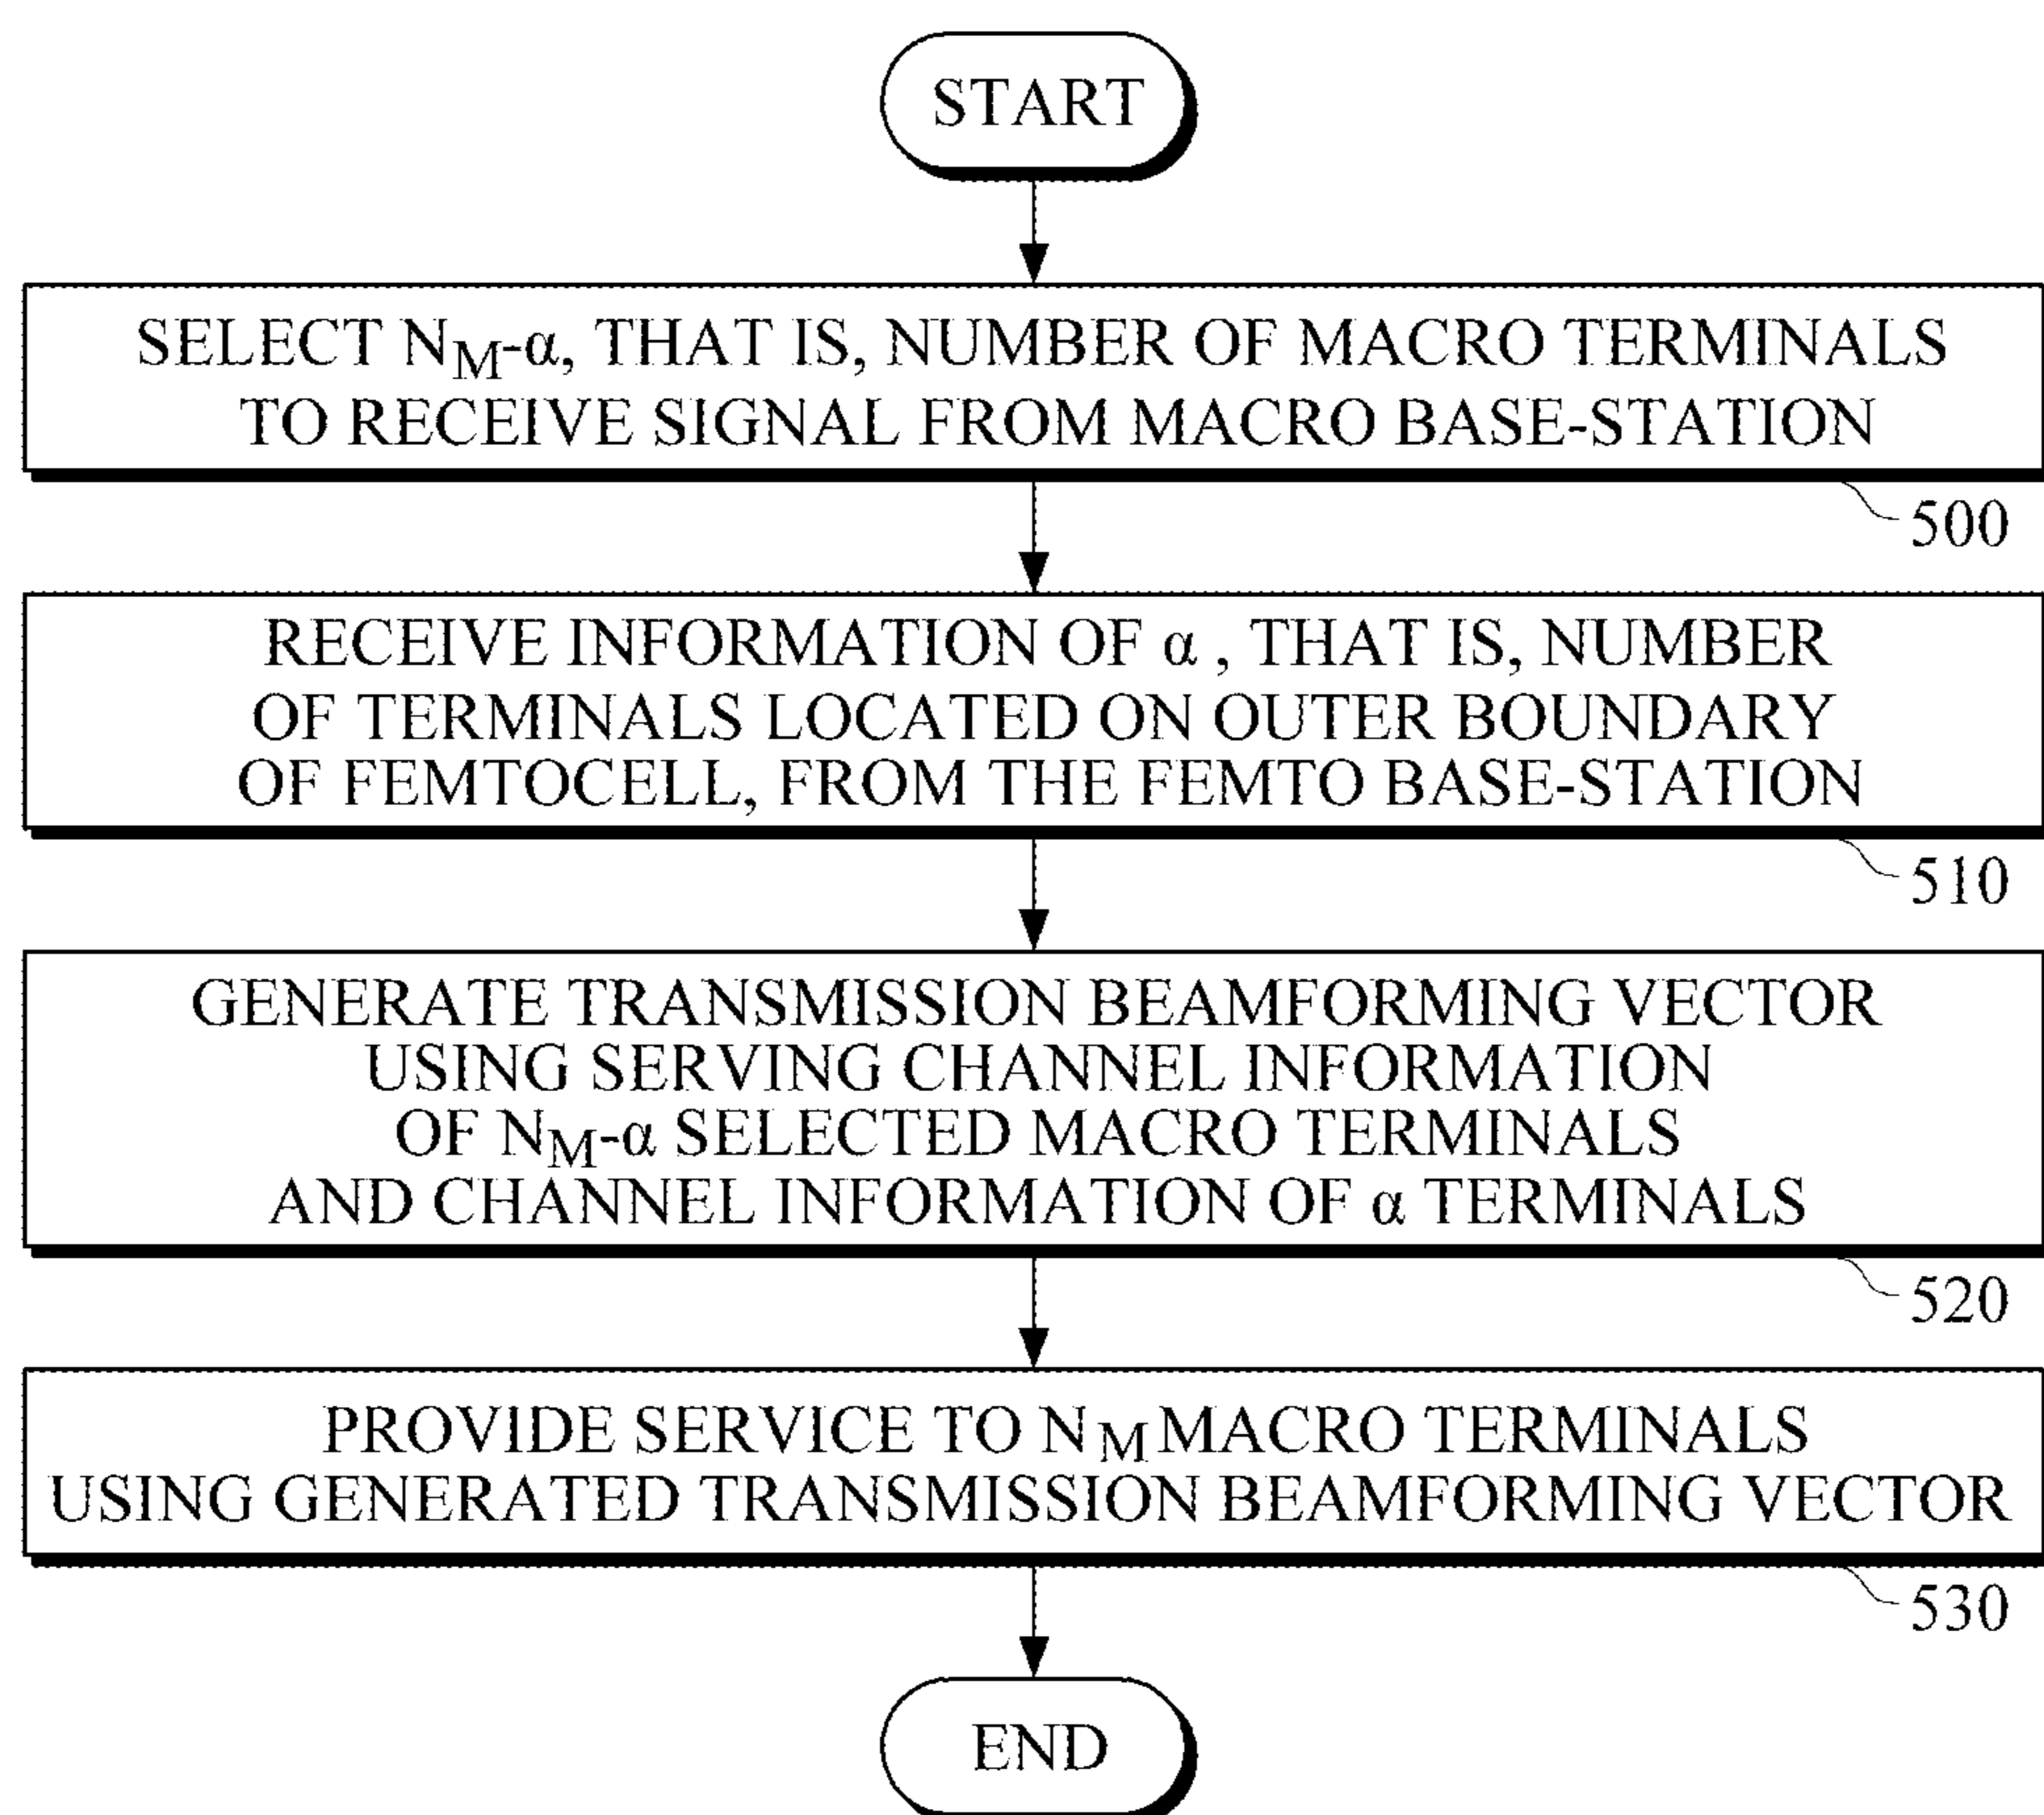 START
SELECT N_M-α, THAT IS, NUMBER OF MACRO TERMINALS
TO RECEIVE SIGNAL FROM MACRO BASE-STATION
500
RECEIVE INFORMATION OF α , THAT IS, NUMBER
OF TERMINALS LOCATED ON OUTER BOUNDARY
OF FEMTOCELL, FROM THE FEMTO BASE-STATION
510
GENERATE TRANSMISSION BEAMFORMING VECTOR
USING SERVING CHANNEL INFORMATION
OF N_M-α SELECTED MACRO TERMINALS
AND CHANNEL INFORMATION OF α TERMINALS
520
PROVIDE SERVICE TO N_M MACRO TERMINALS
USING GENERATED TRANSMISSION BEAMFORMING VECTOR
530
END